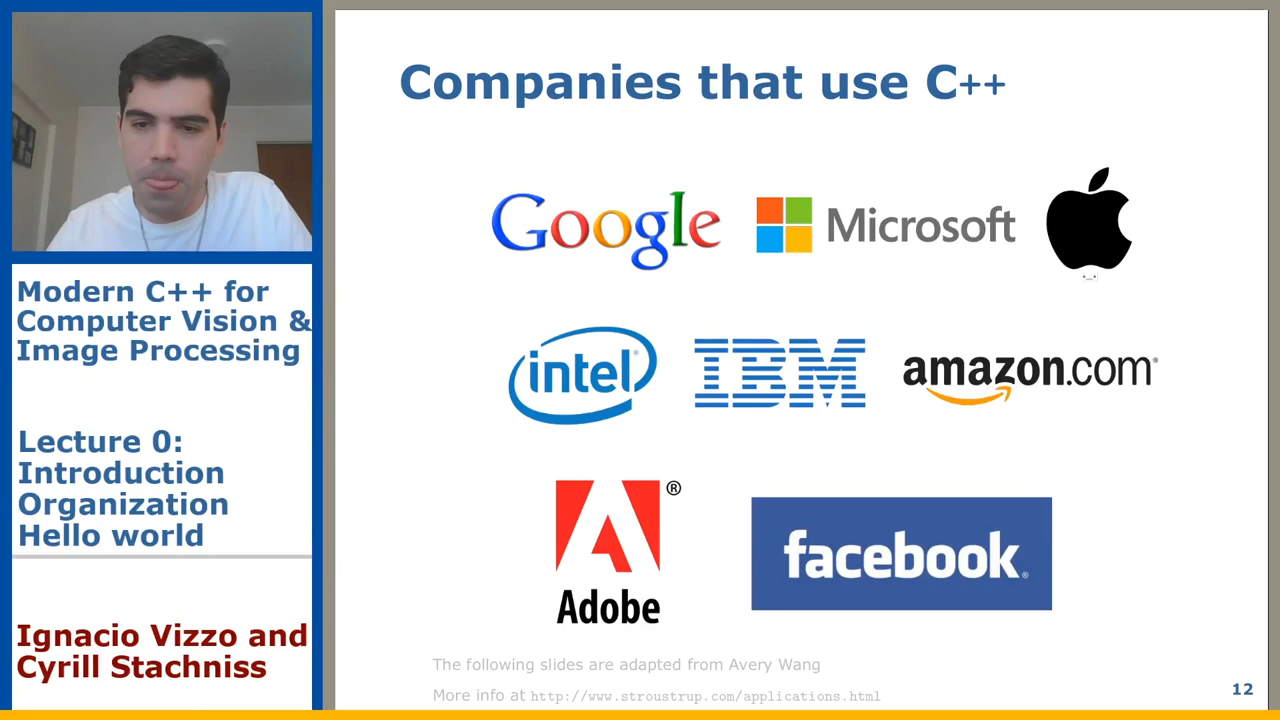 Modern C++ for
Computer Vision &
Image Processing
Lecture 0:
Introduction
Organization
Hello world
Ignacio Vizzo and
Cyrill Stachniss
Companies that use C++
Google
Microsoft
intel®
IBM
amazon.com®
®
Adobe
facebook®
The following slides are adapted from Avery Wang
More info at http://www.stroustrup.com/applications.html
12